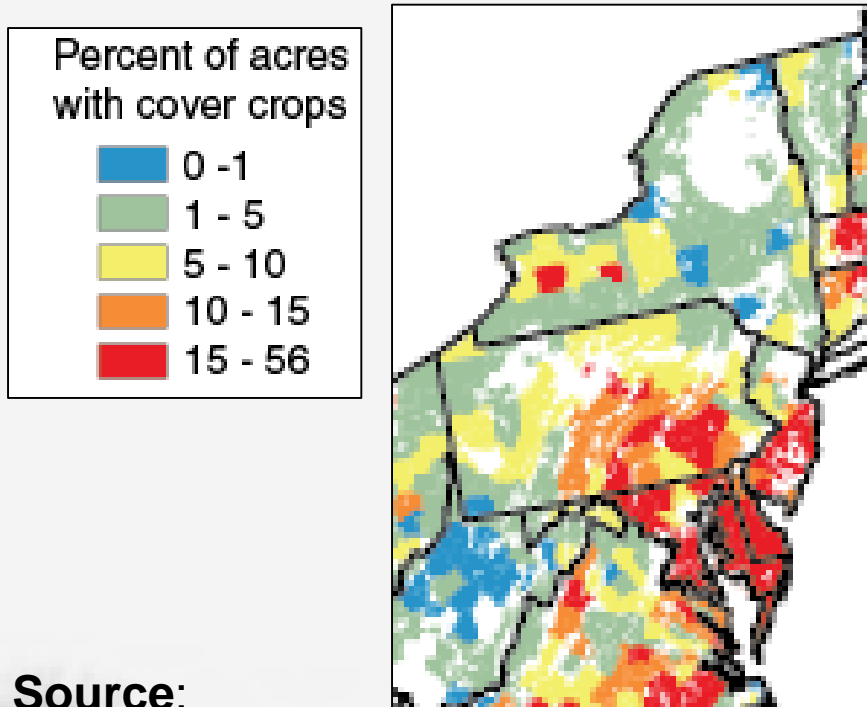 Percent of acres
with cover crops
0 -1
1 - 5
5 - 10
10 - 15
15 - 56
Source: